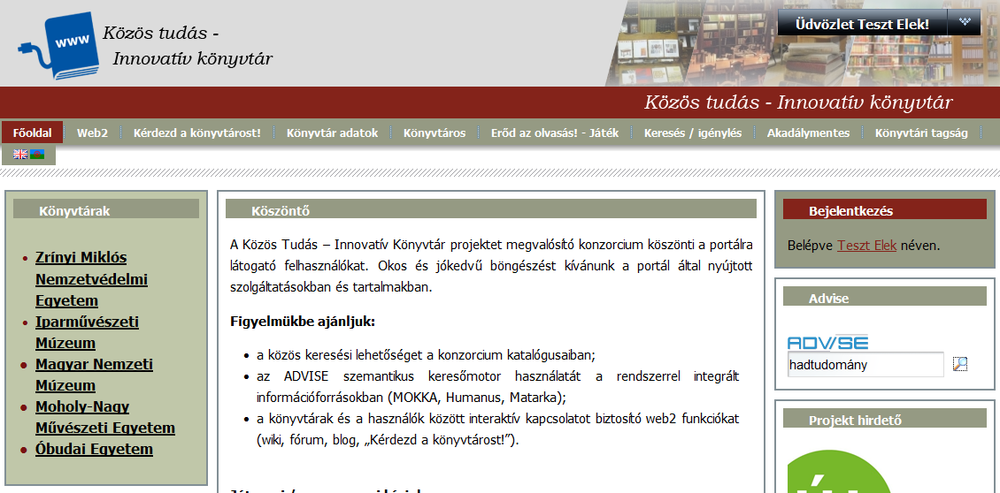 www
Közös tudás -
Innovatív könyvtár
Üdvözlet Teszt Elek!
Közös tudás - Innovatív könyvtár
Főoldal Web2 Kérdezd a könyvtárost! Könyvtár adatok Könyvtáros Erőd az olvasás! - Játék Keresés / igénylés Akadálymentes Könyvtári tagság
Könyvtárak
Zrínyi Miklós
Nemzetvédelmi
Egyetem
Iparművészeti
Múzeum
Magyar Nemzeti
Múzeum
Moholy-Nagy
Művészeti Egyetem
Óbudai Egyetem
Köszöntő
A Közös Tudás – Innovatív Könyvtár projektet megvalósító konzorcium köszönti a portálra
látogató felhasználókat. Okos és jókedvű böngészést kívánunk a portál által nyújtott
szolgáltatásokban és tartalmakban.
Figyelmükbe ajánljuk:
a közös keresési lehetőséget a konzorcium katalógusaiban;
az ADVISE szemantikus keresőmotor használatát a rendszerrel integrált
információforrásokban (MOKKA, Humanus, Matarka);
a könyvtárak és a használók között interaktív kapcsolatot biztosító web2 funkciókat
(wiki, fórum, blog, „Kérdezd a könyvtárost!”).
Bejelentkezés
Belépve Teszt Elek néven.
Advise
ADVISE
hadtudomány
Projekt hirdető